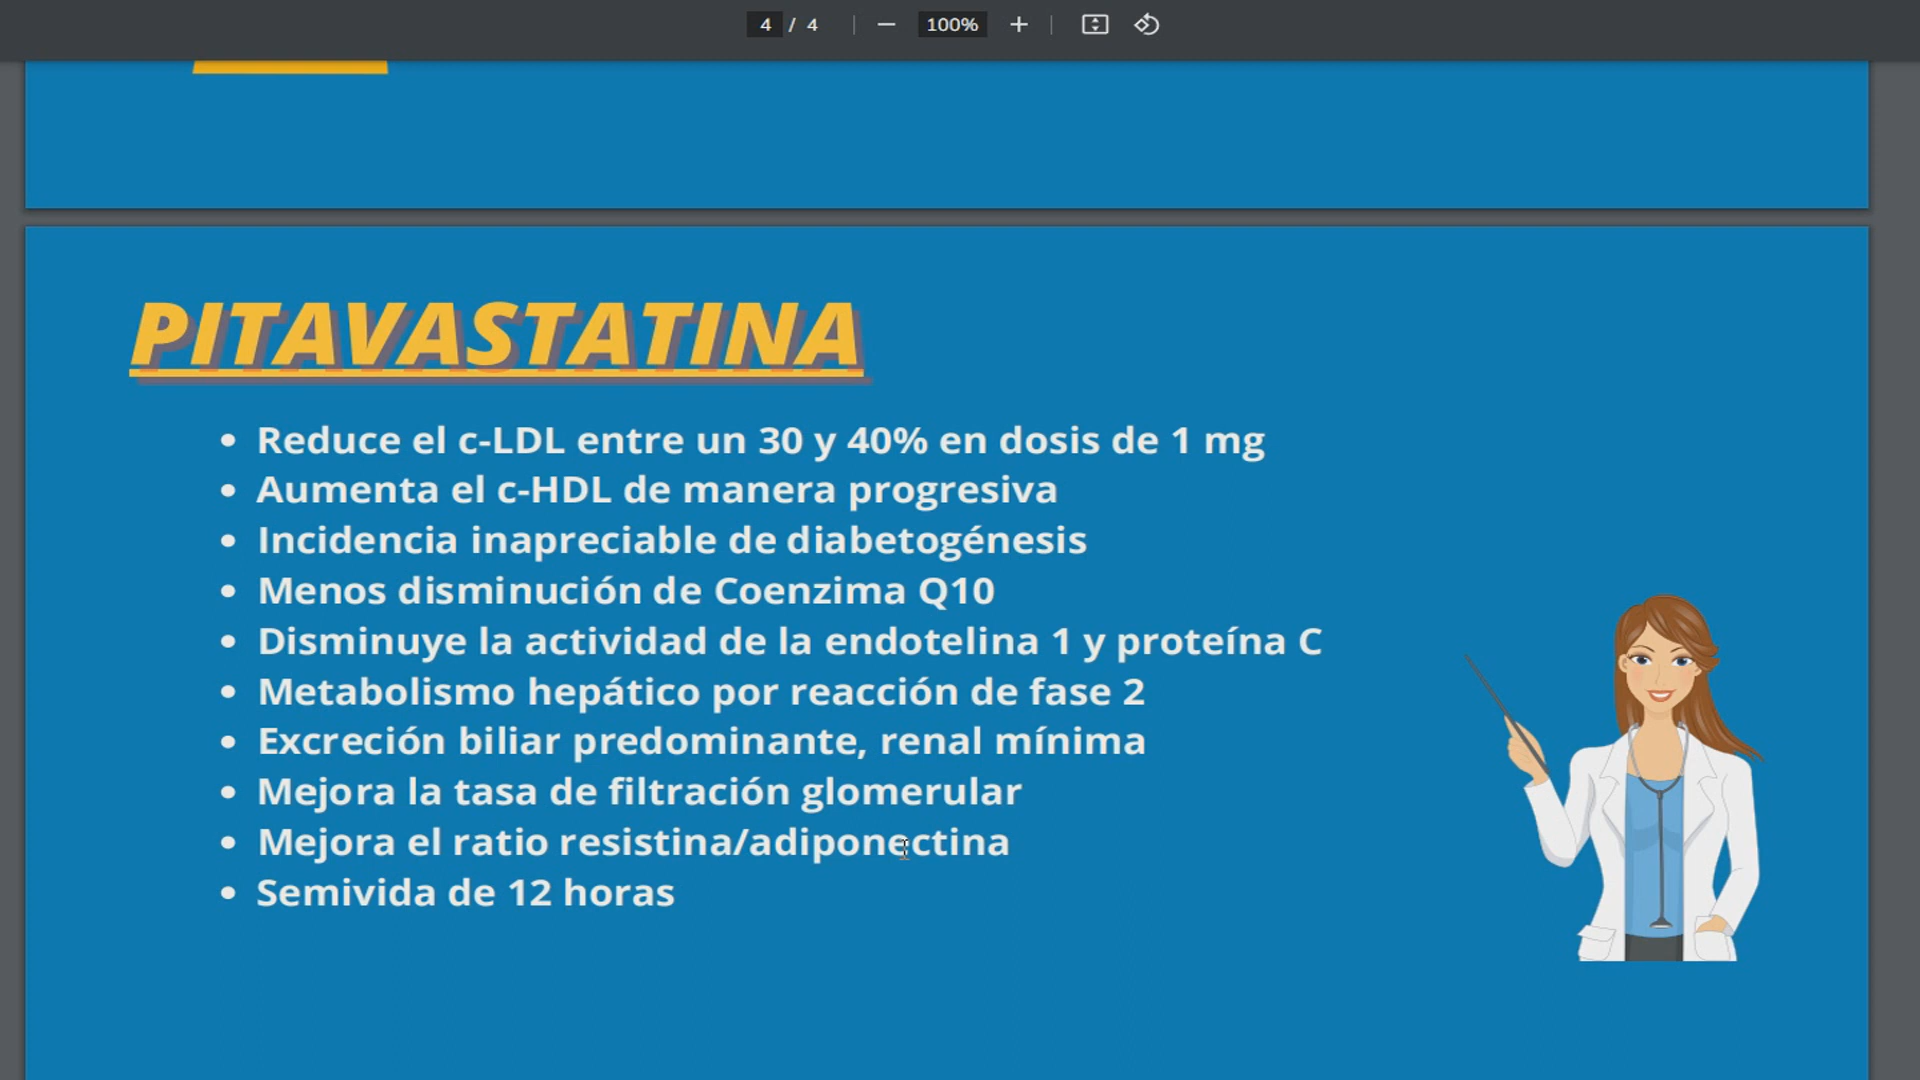 4 / 4 100%
PITAVASTATINA
• Reduce el c-LDL entre un 30 y 40% en dosis de 1 mg
• Aumenta el c-HDL de manera progresiva
• Incidencia inapreciable de diabetogénesis
• Menos disminución de Coenzima Q10
• Disminuye la actividad de la endotelina 1 y proteína C
• Metabolismo hepático por reacción de fase 2
• Excreción biliar predominante, renal mínima
• Mejora la tasa de filtración glomerular
• Mejora el ratio resistina/adiponectina
• Semivida de 12 horas